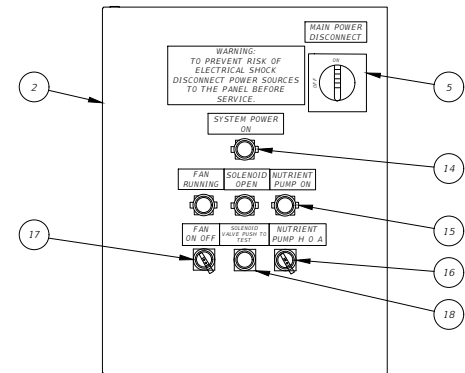 MAIN POWER
DISCONNECT
WARNING:
TO PREVENT RISK OF
ELECTRICAL SHOCK
DISCONNECT POWER SOURCES
TO THE PANEL BEFORE
SERVICE.
ON
OFF
2
5
SYSTEM POWER
ON
14
FAN
RUNNING
SOLENOID
OPEN
NUTRIENT
PUMP ON
15
17
FAN
ON OFF
SOLENOID
VALVE PUSH TO
TEST
NUTRIENT
PUMP H O A
16
18